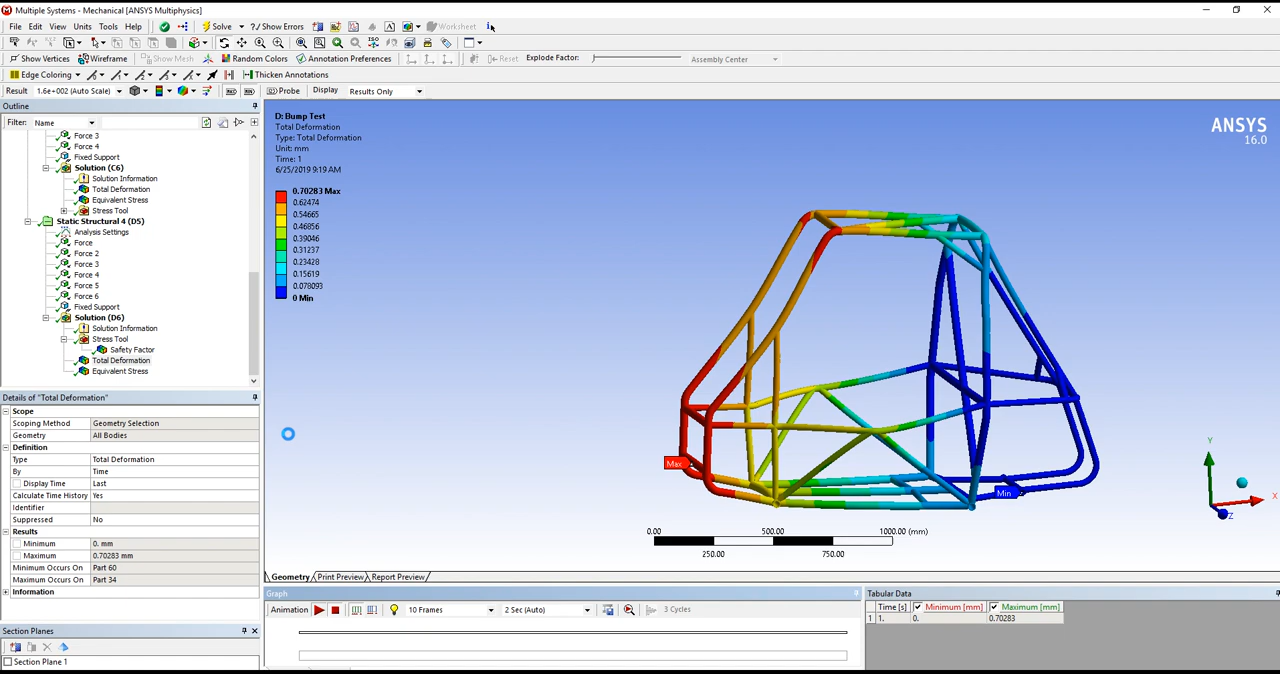 Multiple Systems - Mechanical [ANSYS Multiphysics]
File Edit View Units Tools Help Solve ?/Show Errors Worksheet
Show Vertices Wireframe Show Mesh Random Colors Annotation Preferences Reset Explode Factor: Assembly Center
Edge Coloring Thicken Annotations
Result 1.6e+002 (Auto Scale) Probe Display Results Only
Outline
Filter: Name
Force 3
Force 4
Fixed Support
Solution (C6)
Solution Information
Total Deformation
Equivalent Stress
Stress Tool
Static Structural 4 (D5)
Analysis Settings
Force
Force 2
Force 3
Force 4
Force 5
Force 6
Fixed Support
Solution (D6)
Solution Information
Stress Tool
Safety Factor
Total Deformation
Equivalent Stress
Details of "Total Deformation"
Scope
Scoping Method Geometry Selection
Geometry All Bodies
Definition
Type Total Deformation
By Time
Display Time Last
Calculate Time History Yes
Identifier
Suppressed No
Results
Minimum 0. mm
Maximum 0.70283 mm
Minimum Occurs On Part 60
Maximum Occurs On Part 34
Information
Section Planes
Section Plane 1
D: Bump Test
Total Deformation
Type: Total Deformation
Unit: mm
Time: 1
6/25/2019 9:19 AM
0.70283 Max
0.62474
0.54665
0.46856
0.39046
0.31237
0.23428
0.15619
0.078093
0 Min
ANSYS
16.0
Max
Min
0.00 500.00 1000.00 (mm)
250.00 750.00
Y
X
Z
Geometry Print Preview Report Preview
Graph
Animation 10 Frames 2 Sec (Auto) 3 Cycles
Tabular Data
Time [s] Minimum [mm] Maximum [mm]
1 1. 0. 0.70283